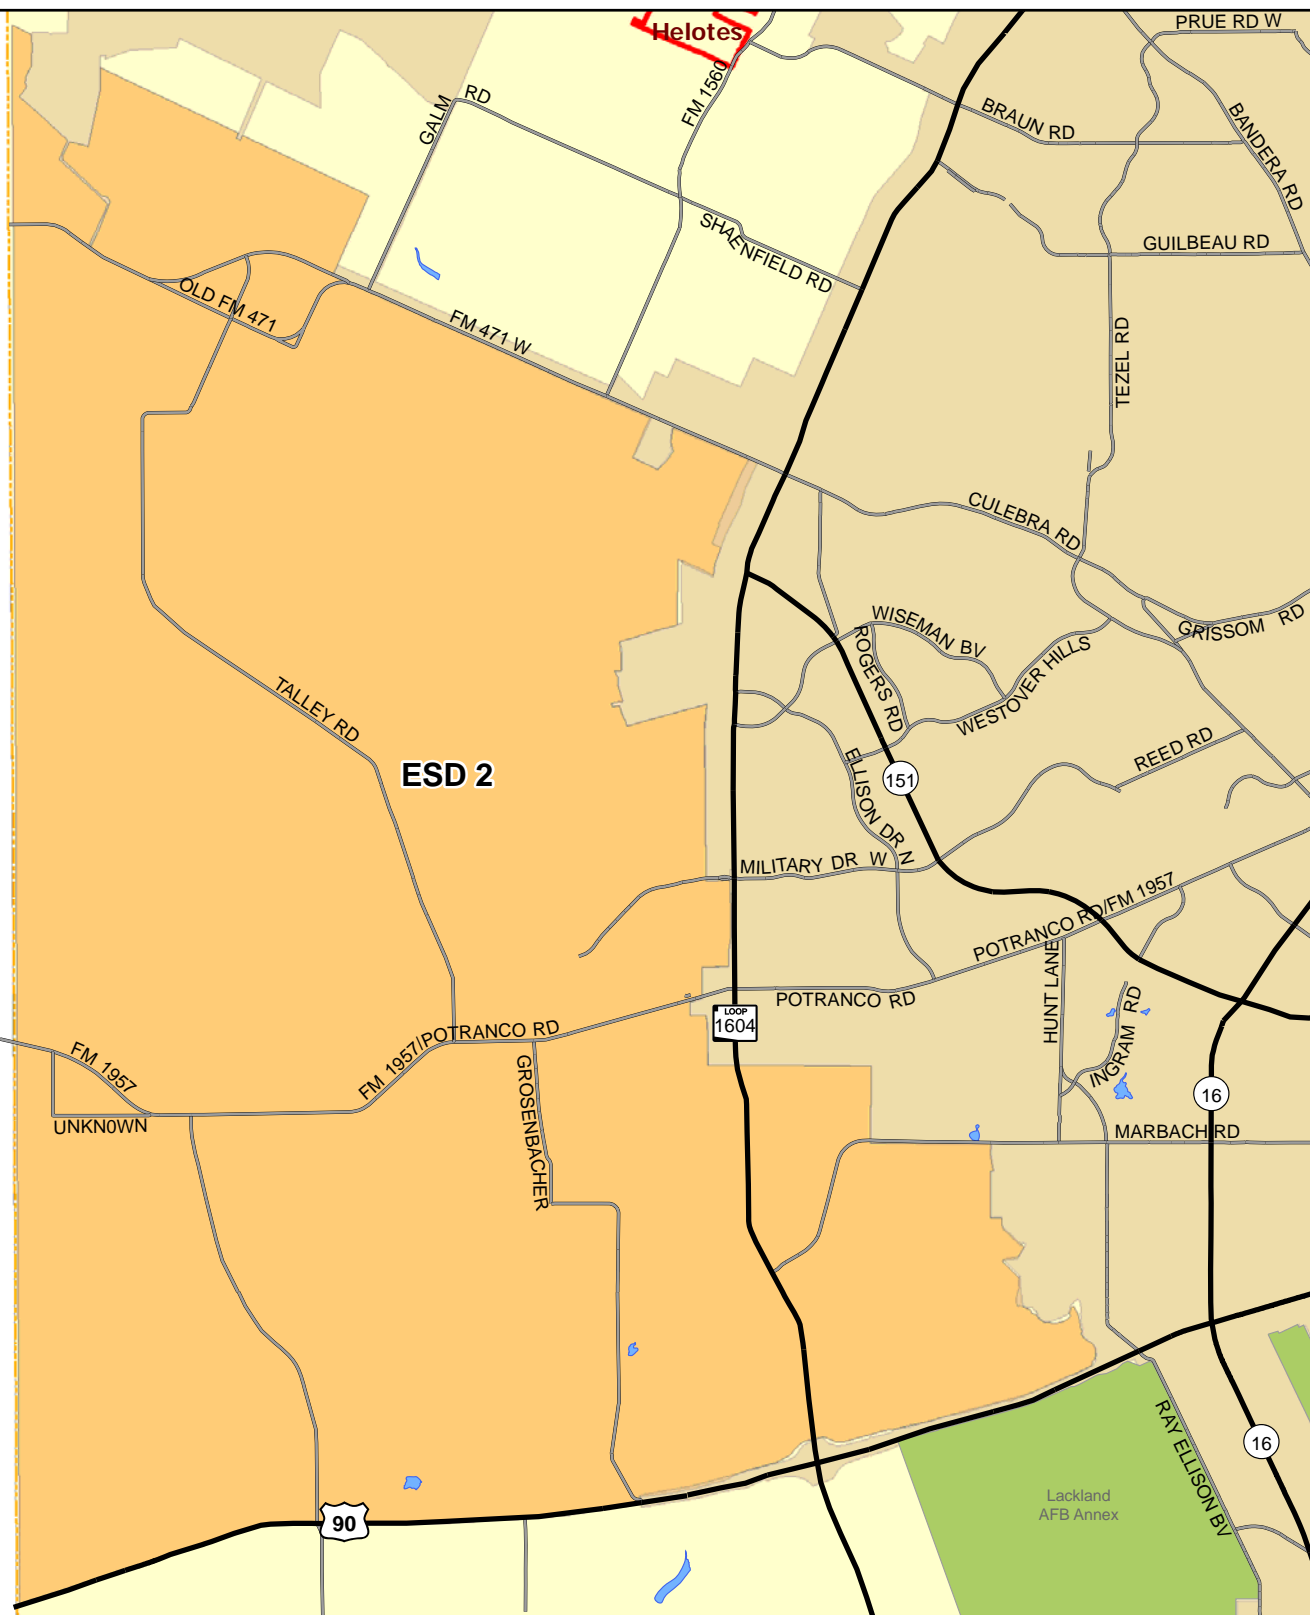 Helotes
PRUE RD W
FM 1560
GALM RD
BRAUN RD
BANDERA RD
SHAENFIELD RD
GUILBEAU RD
OLD FM 471
FM 471 W
TEZEL RD
CULEBRA RD
WISEMAN BV
GRISSOM RD
ROGERS RD
WESTOVER HILLS
TALLEY RD
REED RD
ESD 2
151
ELLISON DR N
MILITARY DR W
POTRANCO RD/FM 1957
HUNT LANE
POTRANCO RD
INGRAM RD
LOOP
1604
FM 1957/POTRANCO RD
FM 1957
GROSENBACHER
16
UNKN0WN
MARBACH RD
RAY ELLISON BV
16
Lackland
AFB Annex
90